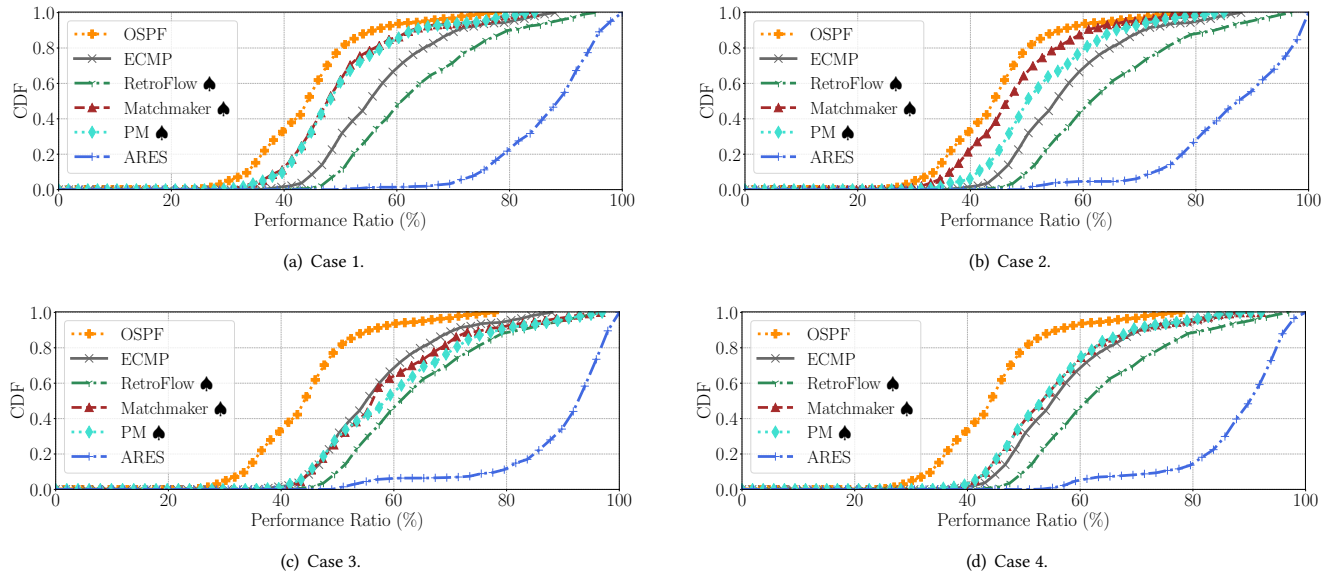 1.0
0.8
0.6
0.4
0.2
0.0
CDF
OSPF
ECMP
RetroFlow ♠
Matchmaker ♠
PM ♠
ARES
0 20 40 60 80 100
Performance Ratio (%)
(a) Case 1.
1.0
0.8
0.6
0.4
0.2
0.0
CDF
OSPF
ECMP
RetroFlow ♠
Matchmaker ♠
PM ♠
ARES
0 20 40 60 80 100
Performance Ratio (%)
(b) Case 2.
1.0
0.8
0.6
0.4
0.2
0.0
CDF
OSPF
ECMP
RetroFlow ♠
Matchmaker ♠
PM ♠
ARES
0 20 40 60 80 100
Performance Ratio (%)
(c) Case 3.
1.0
0.8
0.6
0.4
0.2
0.0
CDF
OSPF
ECMP
RetroFlow ♠
Matchmaker ♠
PM ♠
ARES
0 20 40 60 80 100
Performance Ratio (%)
(d) Case 4.